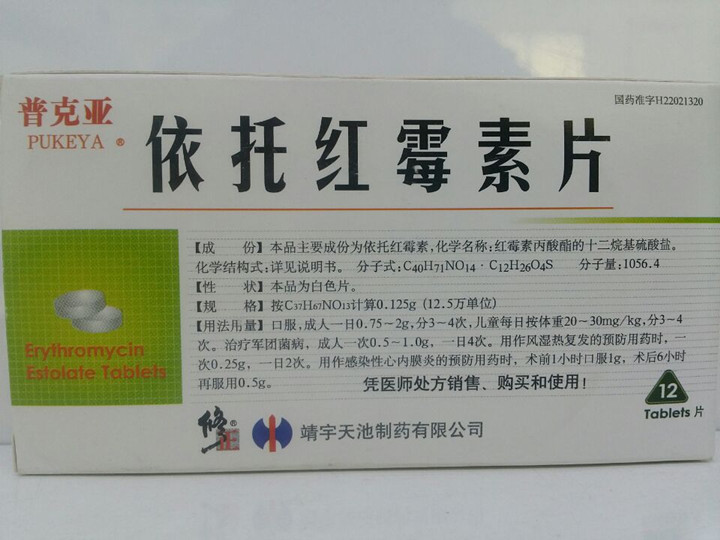 普克亚
PUKEYA ®
国药准字H22021320
依托红霉素片
【成　份】本品主要成份为依托红霉素,化学名称:红霉素丙酸酯的十二烷基硫酸盐。
化学结构式:详见说明书。 分子式:C40H71NO14 · C12H26O4S 分子量:1056.4
【性　状】本品为白色片。
【规　格】按C37H67NO13计算0.125g (12.5万单位)
【用法用量】口服,成人一日0.75~2g,分3~4次,儿童每日按体重20~30mg/kg,分3~4
次。治疗军团菌病,成人一次0.5~1.0g,一日4次。用作风湿热复发的预防用药时,一
次0.25g,一日2次。用作感染性心内膜炎的预防用药时,术前1小时口服1g,术后6小时
再服用0.5g。
凭医师处方销售、购买和使用!
Erythromycin
Estolate Tablets
12
Tablets 片
修正®
靖宇天池制药有限公司